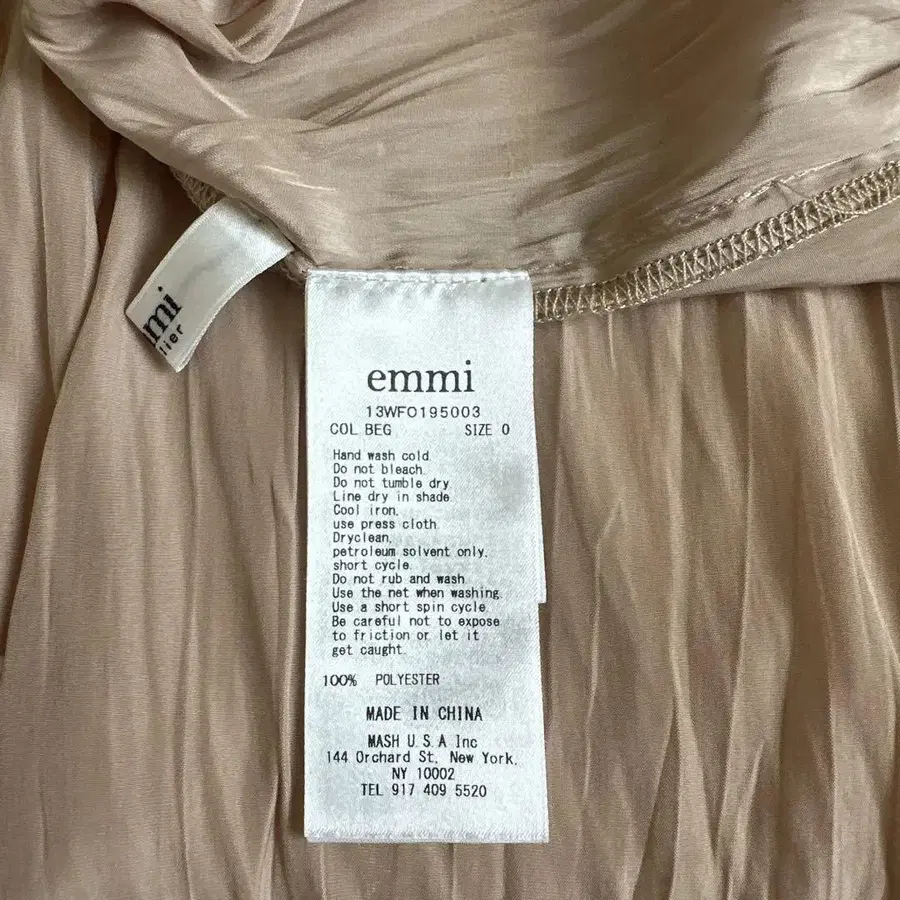 mi
lier
emmi
13WFO195003
COL BEG SIZE 0
Hand wash cold.
Do not bleach.
Do not tumble dry.
Line dry in shade.
Cool iron.
use press cloth.
Dryclean,
petroleum solvent only.
short cycle.
Do not rub and wash.
Use the net when washing.
Use a short spin cycle.
Be careful not to expose
to friction or let it
get caught.
100% POLYESTER
MADE IN CHINA
MASH U.S.A Inc
144 Orchard St. New York.
NY 10002
TEL 917 409 5520